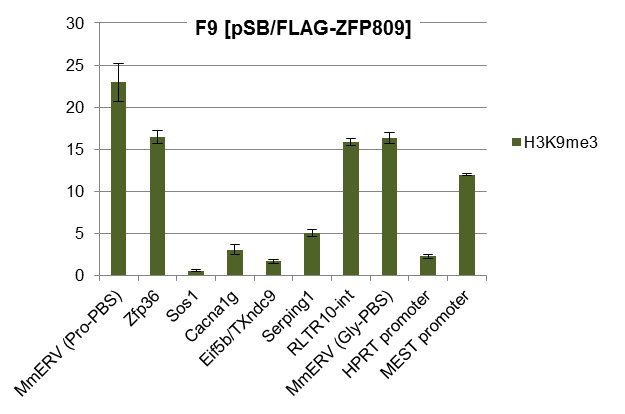 F9 [pSB/FLAG-ZFP809]
30
25
20
15
10
5
0
H3K9me3
MmERV (Pro-PBS)
Zfp36
Sos1
Cacna1g
Eif5b/TXndc9
Serping1
RLTR10-int
MmERV (Gly-PBS)
HPRT promoter
MEST promoter